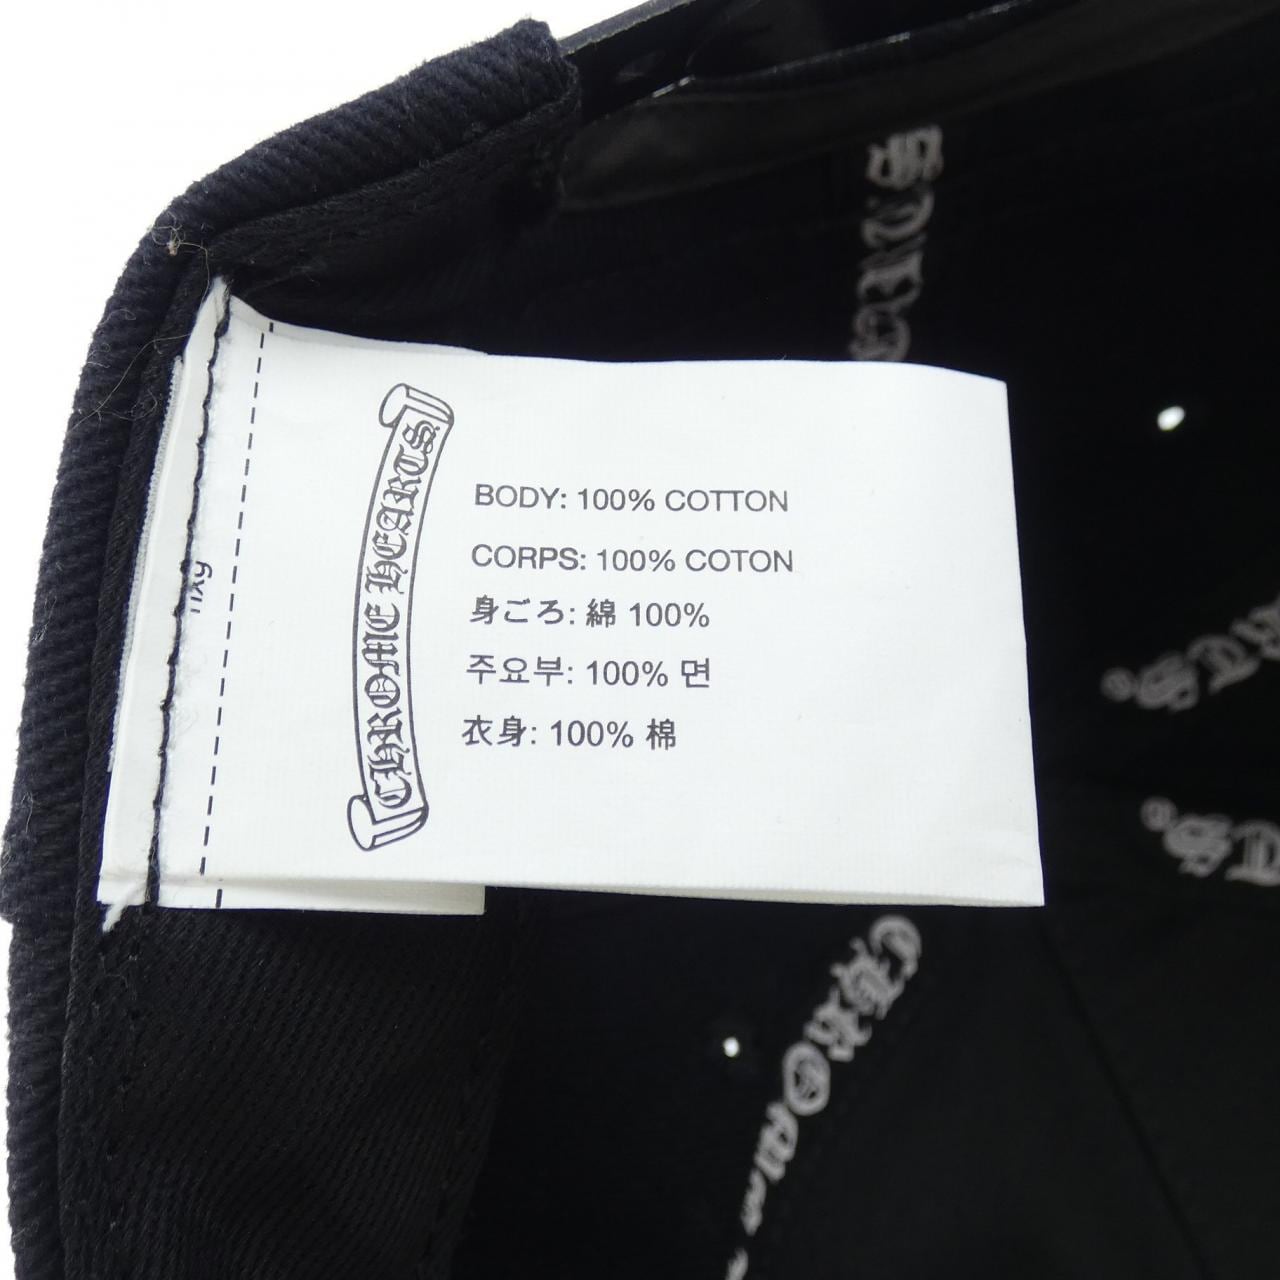 CHROME HEARTS
BODY: 100% COTTON
CORPS: 100% COTON
身ごろ: 綿 100%
주요부: 100% 면
衣身: 100% 棉